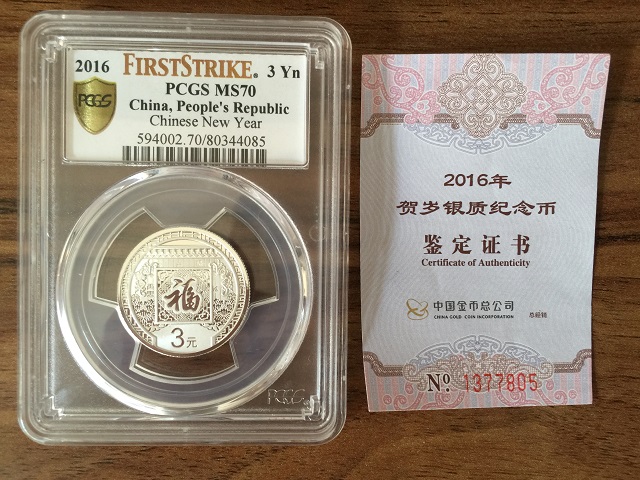 2016 FIRSTSTRIKE® 3 Yn
PCGS
PCGS MS70
China, People's Republic
Chinese New Year
594002.70/80344085
福
3元
PCGS
2016年
贺岁银质纪念币
鉴定证书
Certificate of Authenticity
中国金币总公司
CHINA GOLD COIN INCORPORATION
总经销
Nº 1377805